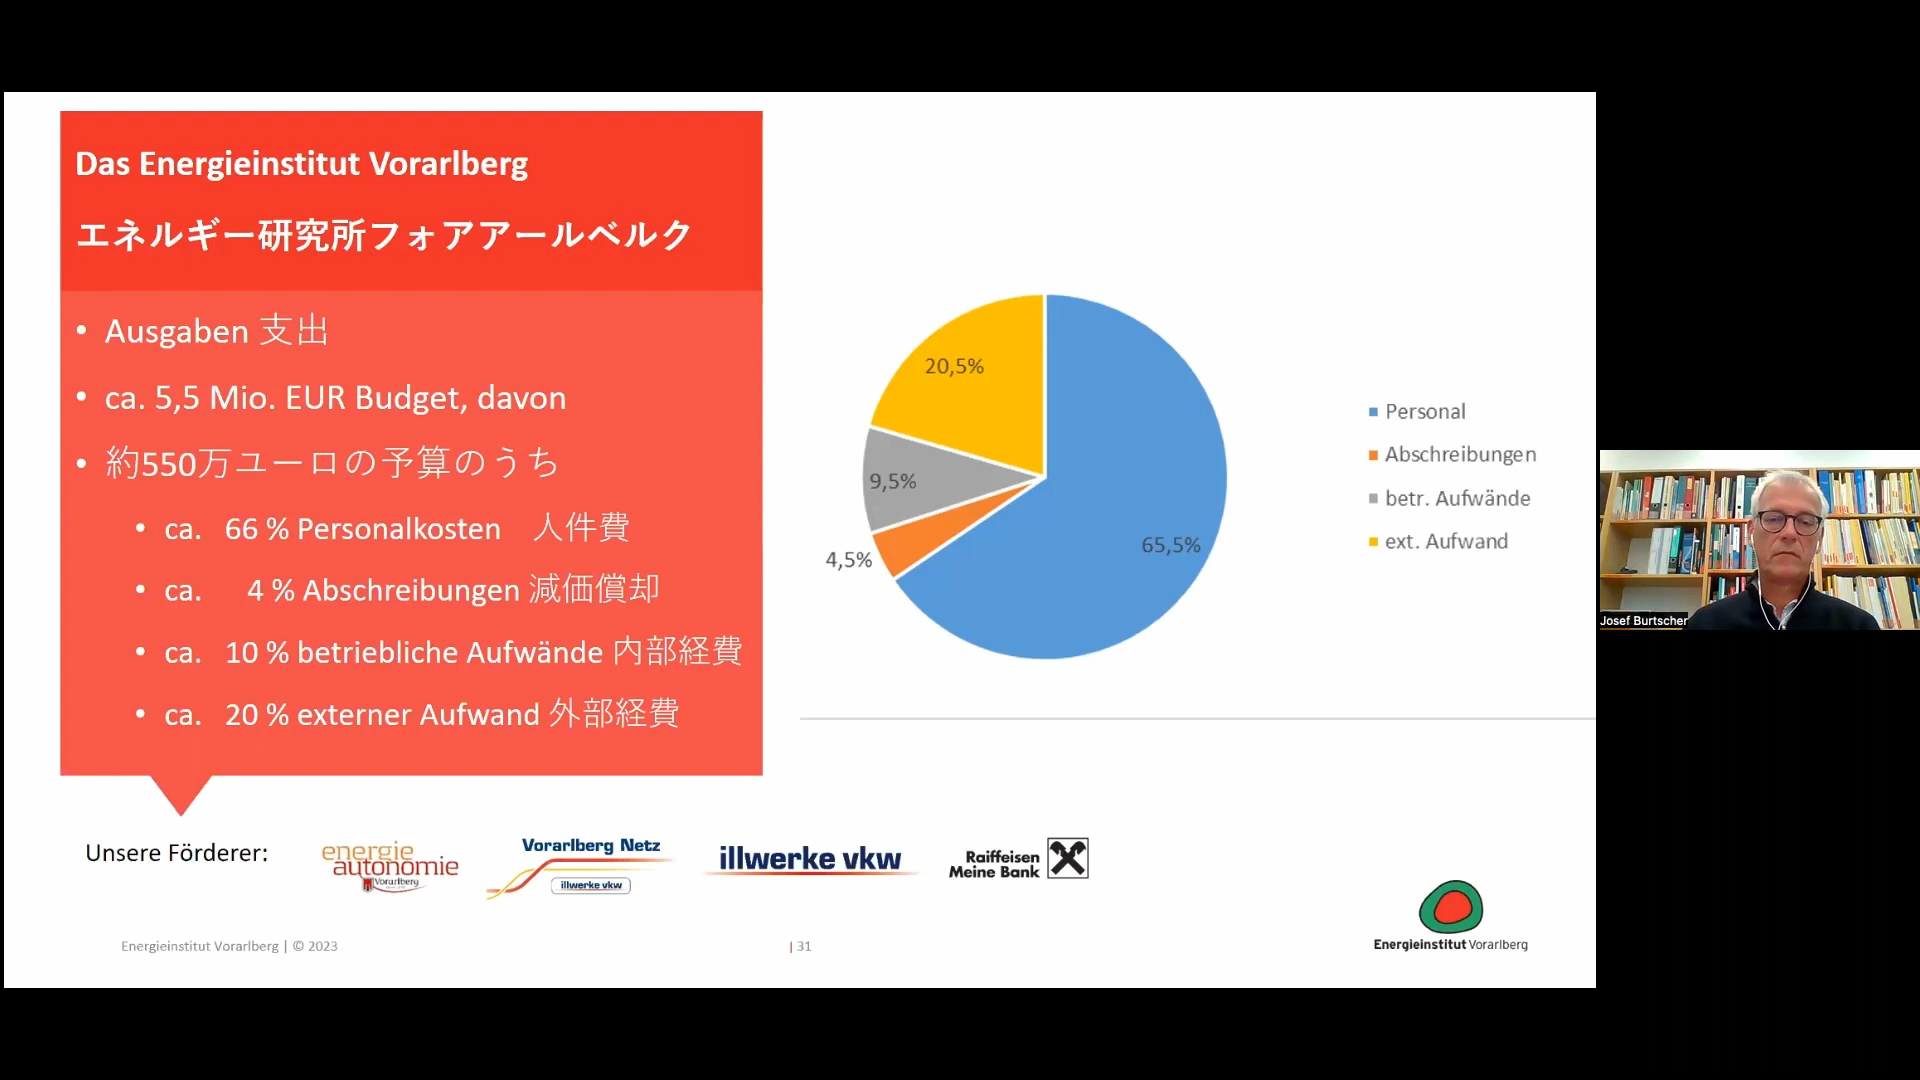 Das Energieinstitut Vorarlberg
エネルギー研究所フォアアールベルク
• Ausgaben 支出
• ca. 5,5 Mio. EUR Budget, davon
• 約550万ユーロの予算のうち
• ca. 66 % Personalkosten 人件費
• ca. 4 % Abschreibungen 減価償却
• ca. 10 % betriebliche Aufwände 内部経費
• ca. 20 % externer Aufwand 外部経費
20,5%
9,5%
4,5%
65,5%
Personal
Abschreibungen
betr. Aufwände
ext. Aufwand
Josef Burtscher
Unsere Förderer:
energie
autonomie
Vorarlberg
Vorarlberg Netz
illwerke vkw
illwerke vkw
Raiffeisen
Meine Bank
Energieinstitut Vorarlberg
Energieinstitut Vorarlberg | © 2023
| 31